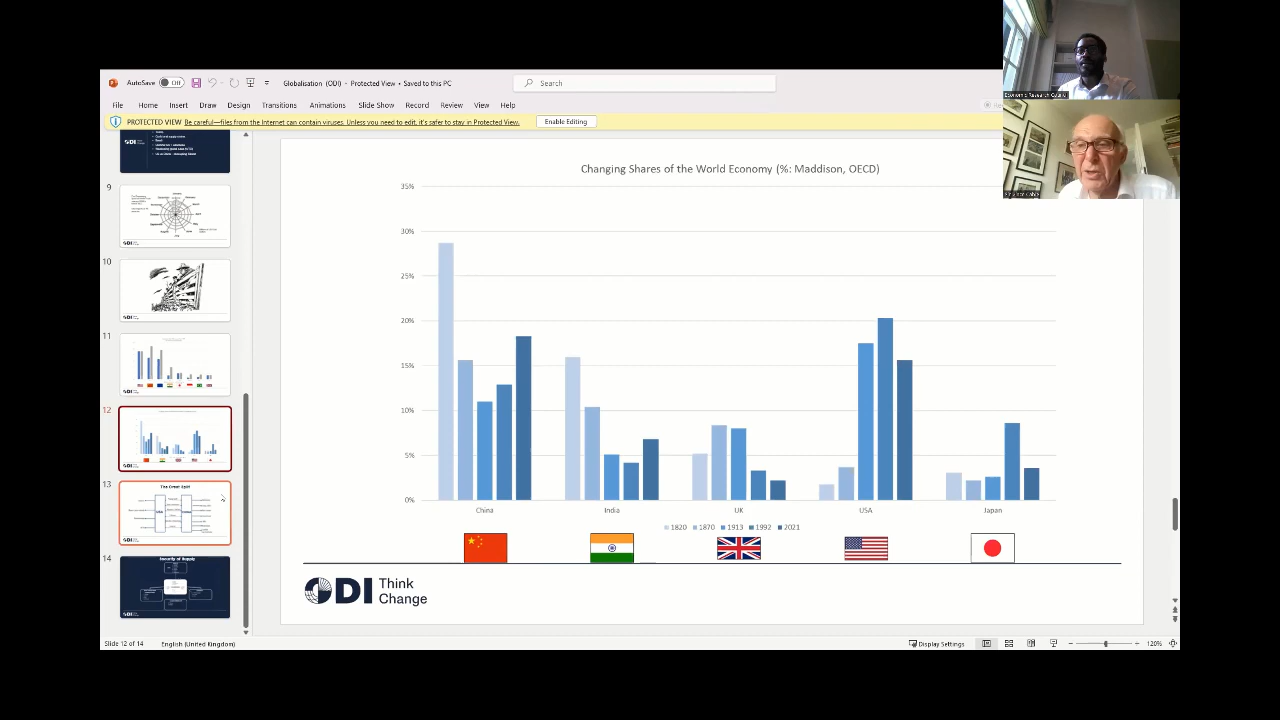 AutoSave Off Globalisation (ODI) - Protected View • Saved to this PC Search
File Home Insert Draw Design Transitions Slide Show Record Review View Help
PROTECTED VIEW Be careful—files from the Internet can contain viruses. Unless you need to edit, it's safer to stay in Protected View. Enable Editing
9
10
11
12
13
The Great Split
14
Security of Supply
Changing Shares of the World Economy (%: Maddison, OECD)
35%
30%
25%
20%
15%
10%
5%
0%
China India UK USA Japan
1820 1870 1913 1992 2021
ODI Think
Change
Slide 12 of 14 English (United Kingdom) Display Settings 120%